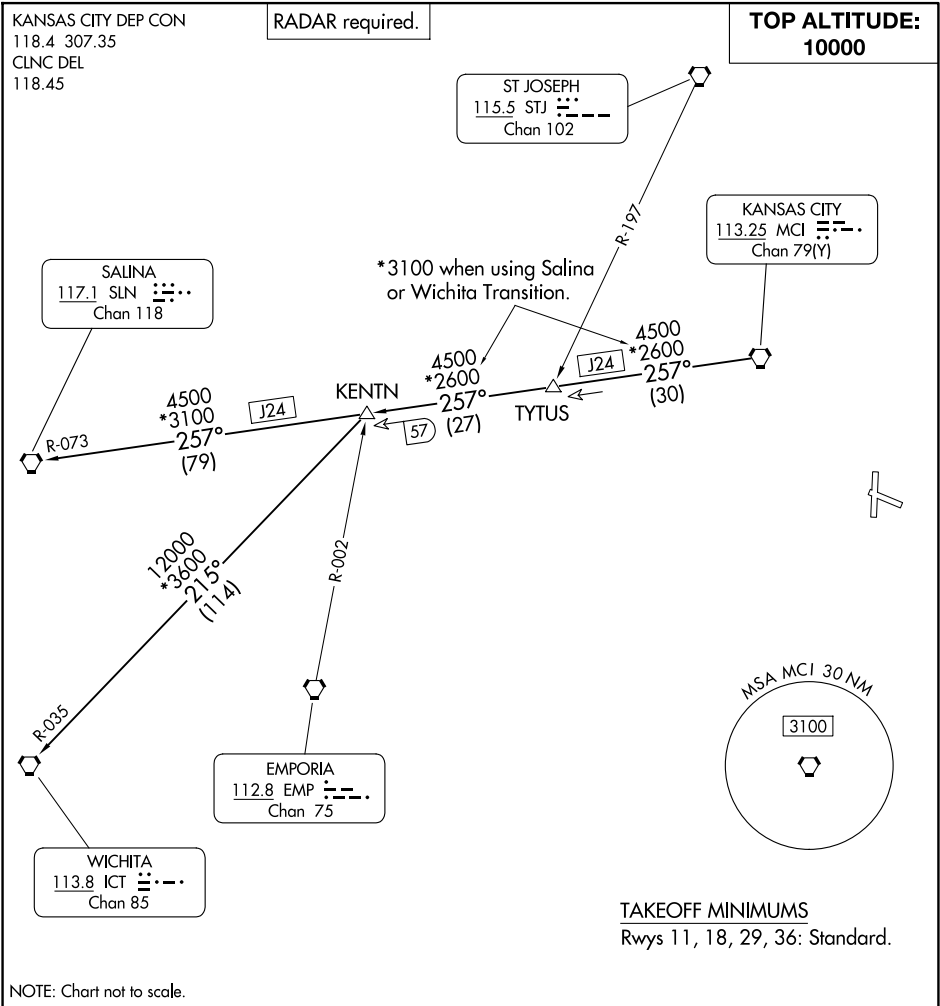 KANSAS CITY DEP CON
118.4 307.35
CLNC DEL
118.45
RADAR required.
TOP ALTITUDE:
10000
ST JOSEPH
115.5 STJ
Chan 102
R-197
KANSAS CITY
113.25 MCI
Chan 79(Y)
SALINA
117.1 SLN
Chan 118
*3100 when using Salina
or Wichita Transition.
4500
*2600
J24
257°
(30)
TYTUS
4500
*2600
257°
(27)
57
KENTN
4500
*3100
J24
257°
(79)
R-073
12000
*3600
215°
(114)
R-002
R-035
EMPORIA
112.8 EMP
Chan 75
WICHITA
113.8 ICT
Chan 85
MSA MCI 30 NM
3100
TAKEOFF MINIMUMS
Rwys 11, 18, 29, 36: Standard.
NOTE: Chart not to scale.